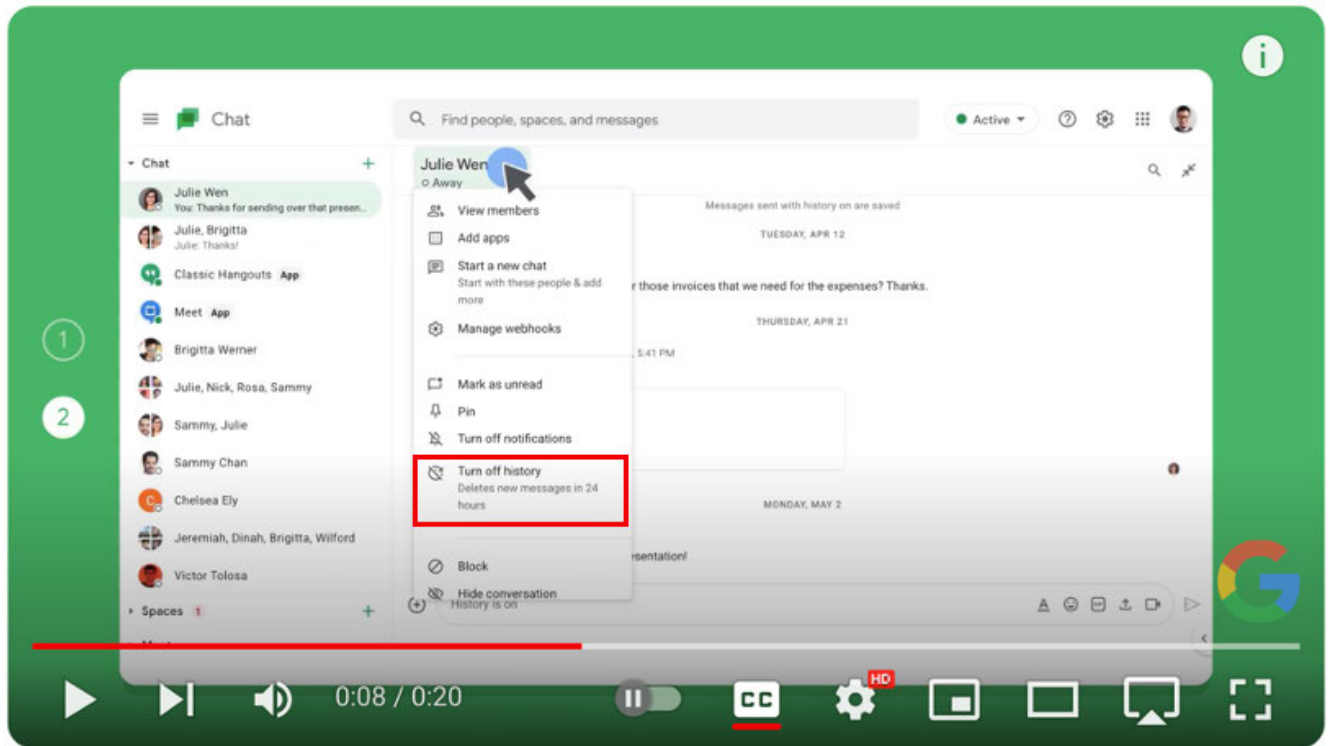 i
Chat
Find people, spaces, and messages
Active
Chat
Julie Wen
You: Thanks for sending over that presen...
Julie, Brigitta
Julie: Thanks!
Classic Hangouts App
Meet App
Brigitta Werner
Julie, Nick, Rosa, Sammy
Sammy, Julie
Sammy Chan
C
Chelsea Ely
Jeremiah, Dinah, Brigitta, Wilford
Victor Tolosa
Spaces 1
1
2
Julie Wen
Away
View members
Add apps
Start a new chat
Start with these people & add
more
Manage webhooks
Mark as unread
Pin
Turn off notifications
Turn off history
Deletes new messages in 24
hours
Block
Hide conversation
History is on
Messages sent with history on are saved
TUESDAY, APR 12
r those invoices that we need for the expenses? Thanks.
THURSDAY, APR 21
, 5:41 PM
MONDAY, MAY 2
esentation!
G
0:08 / 0:20
CC
HD